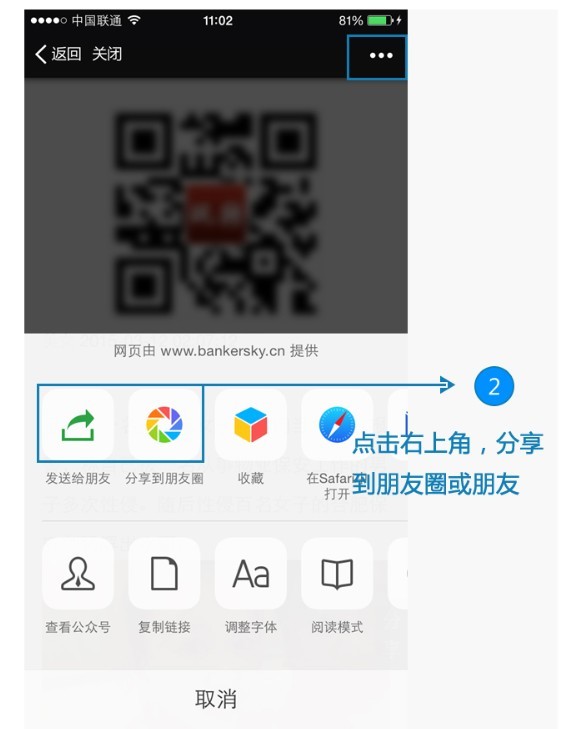 中国联通 11:02 81%
返回 关闭
网页由 www.bankersky.cn 提供
2
点击右上角，分享
到朋友圈或朋友
发送给朋友 分享到朋友圈 收藏 在Safari中
打开
Aa
查看公众号 复制链接 调整字体 阅读模式
取消